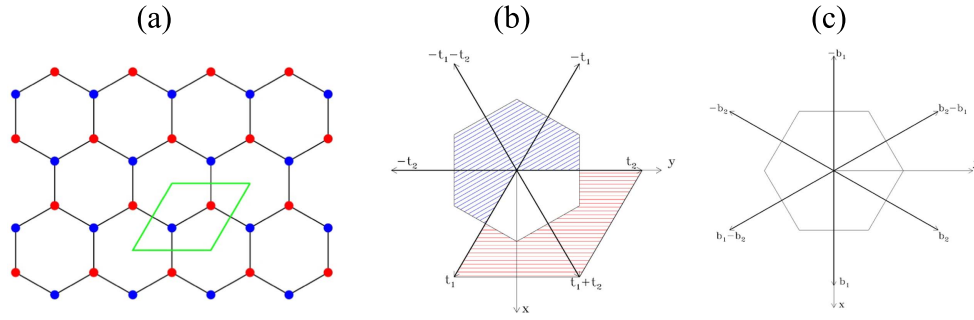 (a)
(b)
(c)
−t₁−t₂
−t₁
−t₂
t₂
y
t₁
t₁+t₂
x
−b₁
−b₂
b₂−b₁
b₁−b₂
b₂
b₁
x